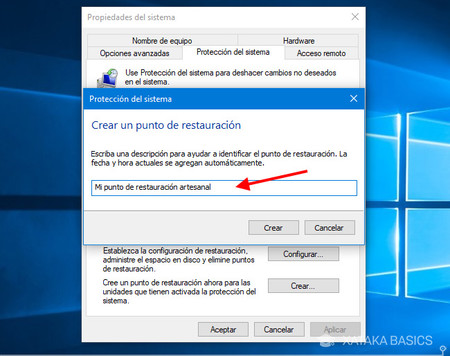 Propiedades del sistema
Nombre de equipo
Hardware
Opciones avanzadas
Protección del sistema
Acceso remoto
Use Protección del sistema para deshacer cambios no deseados
en el sistema.
Protección del sistema
Crear un punto de restauración
Escriba una descripción para ayudar a identificar el punto de restauración. La
fecha y hora actuales se agregan automáticamente.
Mi punto de restauración artesanal
Crear
Cancelar
Establezca la configuración de restauración,
administre el espacio en disco y elimine puntos
de restauración.
Configurar...
Cree un punto de restauración ahora para las
unidades que tienen activada la protección del
sistema.
Crear...
Aceptar
Cancelar
Aplicar
XATAKA BASICS